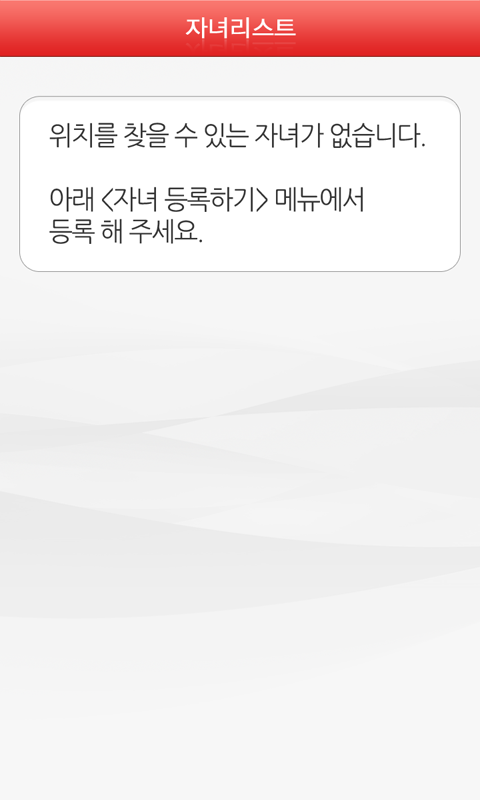 자녀리스트
위치를 찾을 수 있는 자녀가 없습니다.
아래 <자녀 등록하기> 메뉴에서
등록 해 주세요.